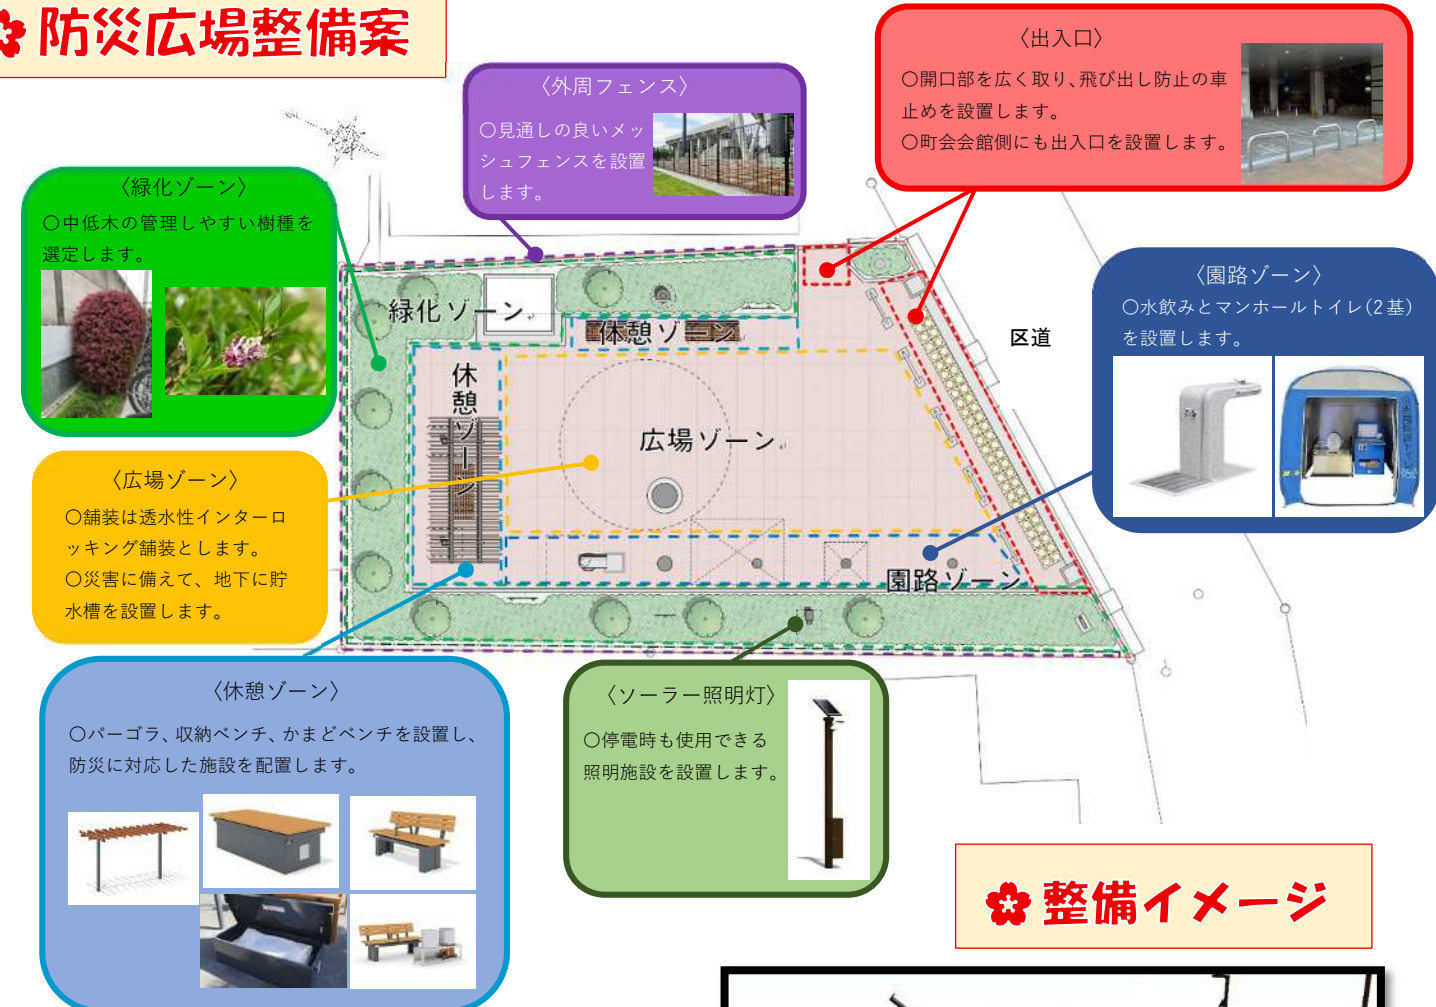 防災広場整備案
〈出入口〉
〇開口部を広く取り、飛び出し防止の車
止めを設置します。
〇町会会館側にも出入口を設置します。
〈外周フェンス〉
〇見通しの良いメッ
シュフェンスを設置
します。
〈緑化ゾーン〉
〇中低木の管理しやすい樹種を
選定します。
〈園路ゾーン〉
〇水飲みとマンホールトイレ(2基)
を設置します。
緑化ゾーン
休憩ゾーン
区道
休憩ゾーン
広場ゾーン
園路ゾーン
〈広場ゾーン〉
〇舗装は透水性インターロ
ッキング舗装とします。
〇災害に備えて、地下に貯
水槽を設置します。
〈休憩ゾーン〉
〇パーゴラ、収納ベンチ、かまどベンチを設置し、
防災に対応した施設を配置します。
〈ソーラー照明灯〉
〇停電時も使用できる
照明施設を設置します。
整備イメージ